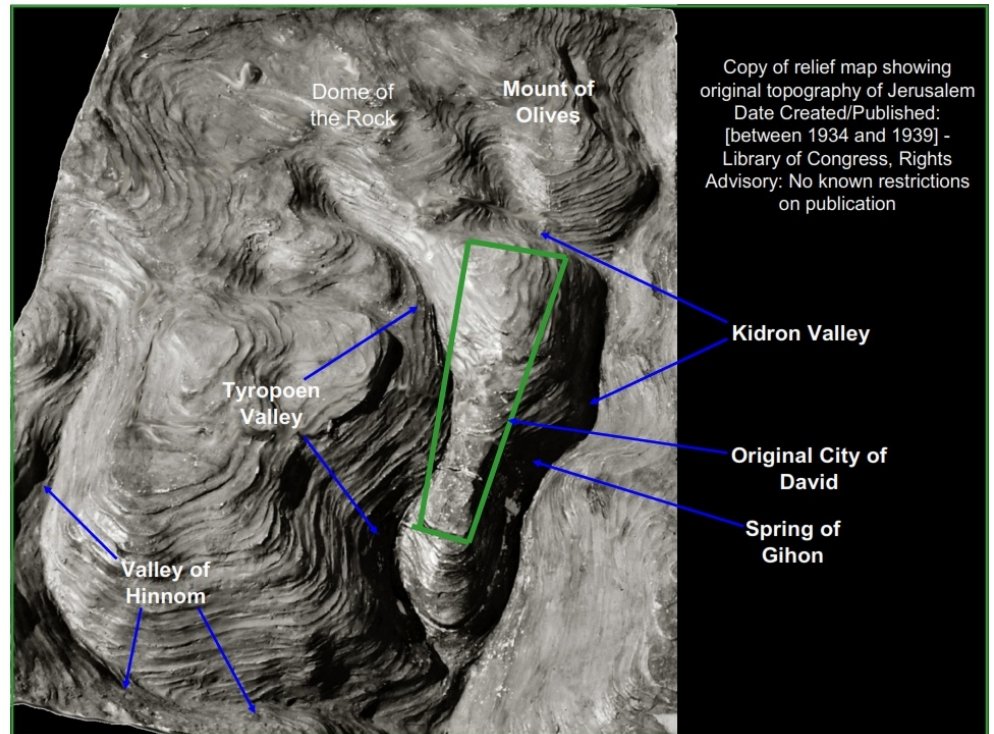 Dome of
the Rock
Mount of
Olives
Copy of relief map showing
original topography of Jerusalem
Date Created/Published:
[between 1934 and 1939] -
Library of Congress, Rights
Advisory: No known restrictions
on publication
Kidron Valley
Tyropoen
Valley
Original City of
David
Spring of
Gihon
Valley of
Hinnom